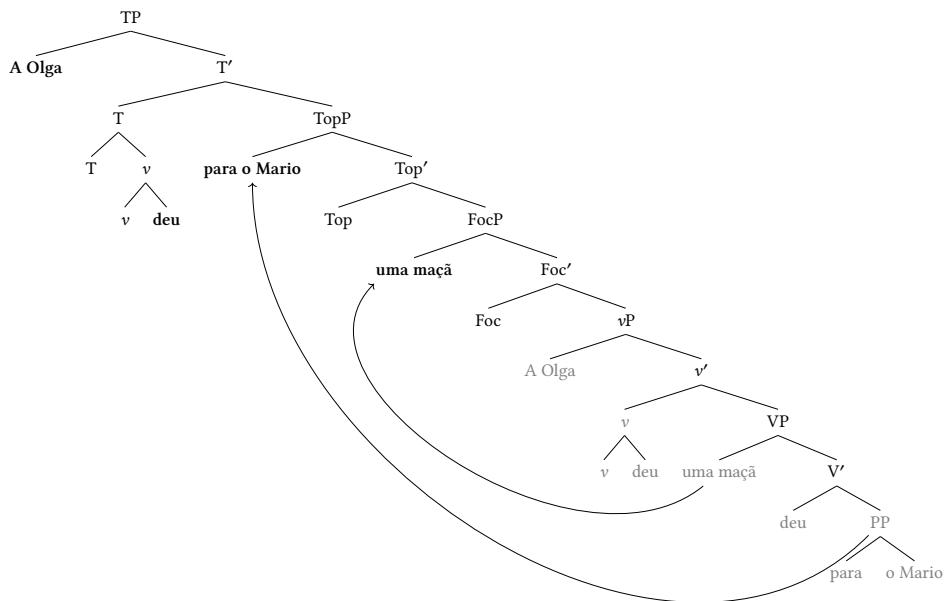 TP
A Olga T′
T TopP
T v para o Mario Top′
v deu Top FocP
uma maçã Foc′
Foc vP
A Olga v′
v VP
v deu uma maçã V′
deu PP
para o Mario